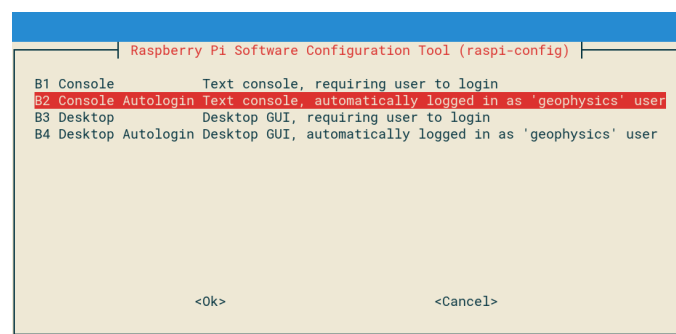 Raspberry Pi Software Configuration Tool (raspi-config)
B1 Console Text console, requiring user to login
B2 Console Autologin Text console, automatically logged in as 'geophysics' user
B3 Desktop Desktop GUI, requiring user to login
B4 Desktop Autologin Desktop GUI, automatically logged in as 'geophysics' user
<Ok> <Cancel>